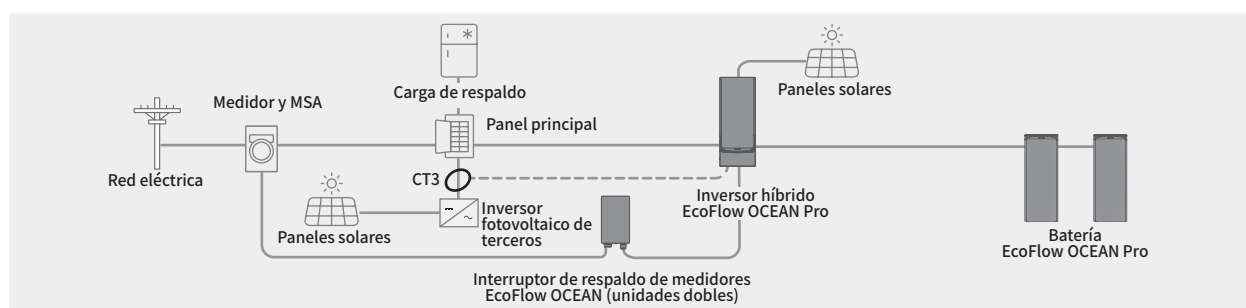 Paneles solares
Carga de respaldo
Medidor y MSA
Panel principal
Red eléctrica
CT3
Inversor híbrido
EcoFlow OCEAN Pro
Inversor
fotovoltaico de
terceros
Paneles solares
Batería
EcoFlow OCEAN Pro
Interruptor de respaldo de medidores
EcoFlow OCEAN (unidades dobles)